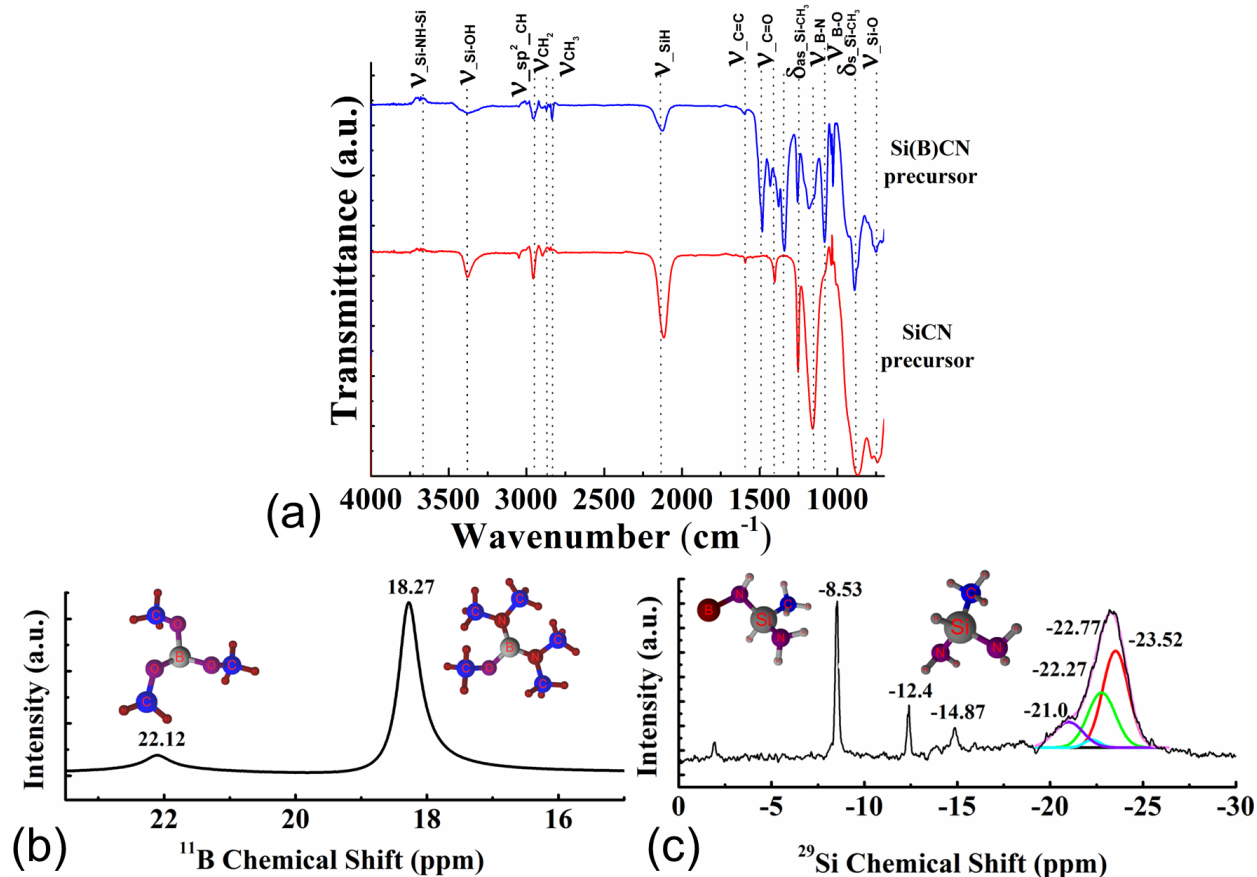 ν_Si-NH-Si
ν_Si-OH
ν_sp²_CH
ν_CH₂
ν_CH₃
ν_SiH
ν_C=C
ν_C=O
δas_Si-CH₃
ν_B-N
ν_B-O
δs_Si-CH₃
ν_Si-O
Transmittance (a.u.)
Si(B)CN
precursor
SiCN
precursor
4000 3500 3000 2500 2000 1500 1000
Wavenumber (cm⁻¹)
(a)
Intensity (a.u.)
22.12
18.27
C
O
B
O
C
O
C
C
N
C
C
B
N
O
C
22 20 18 16
¹¹B Chemical Shift (ppm)
(b)
Intensity (a.u.)
B
N
Si
C
N
C
Si
N
N
-8.53
-12.4
-14.87
-22.77
-23.52
-22.27
-21.0
0 -5 -10 -15 -20 -25 -30
²⁹Si Chemical Shift (ppm)
(c)